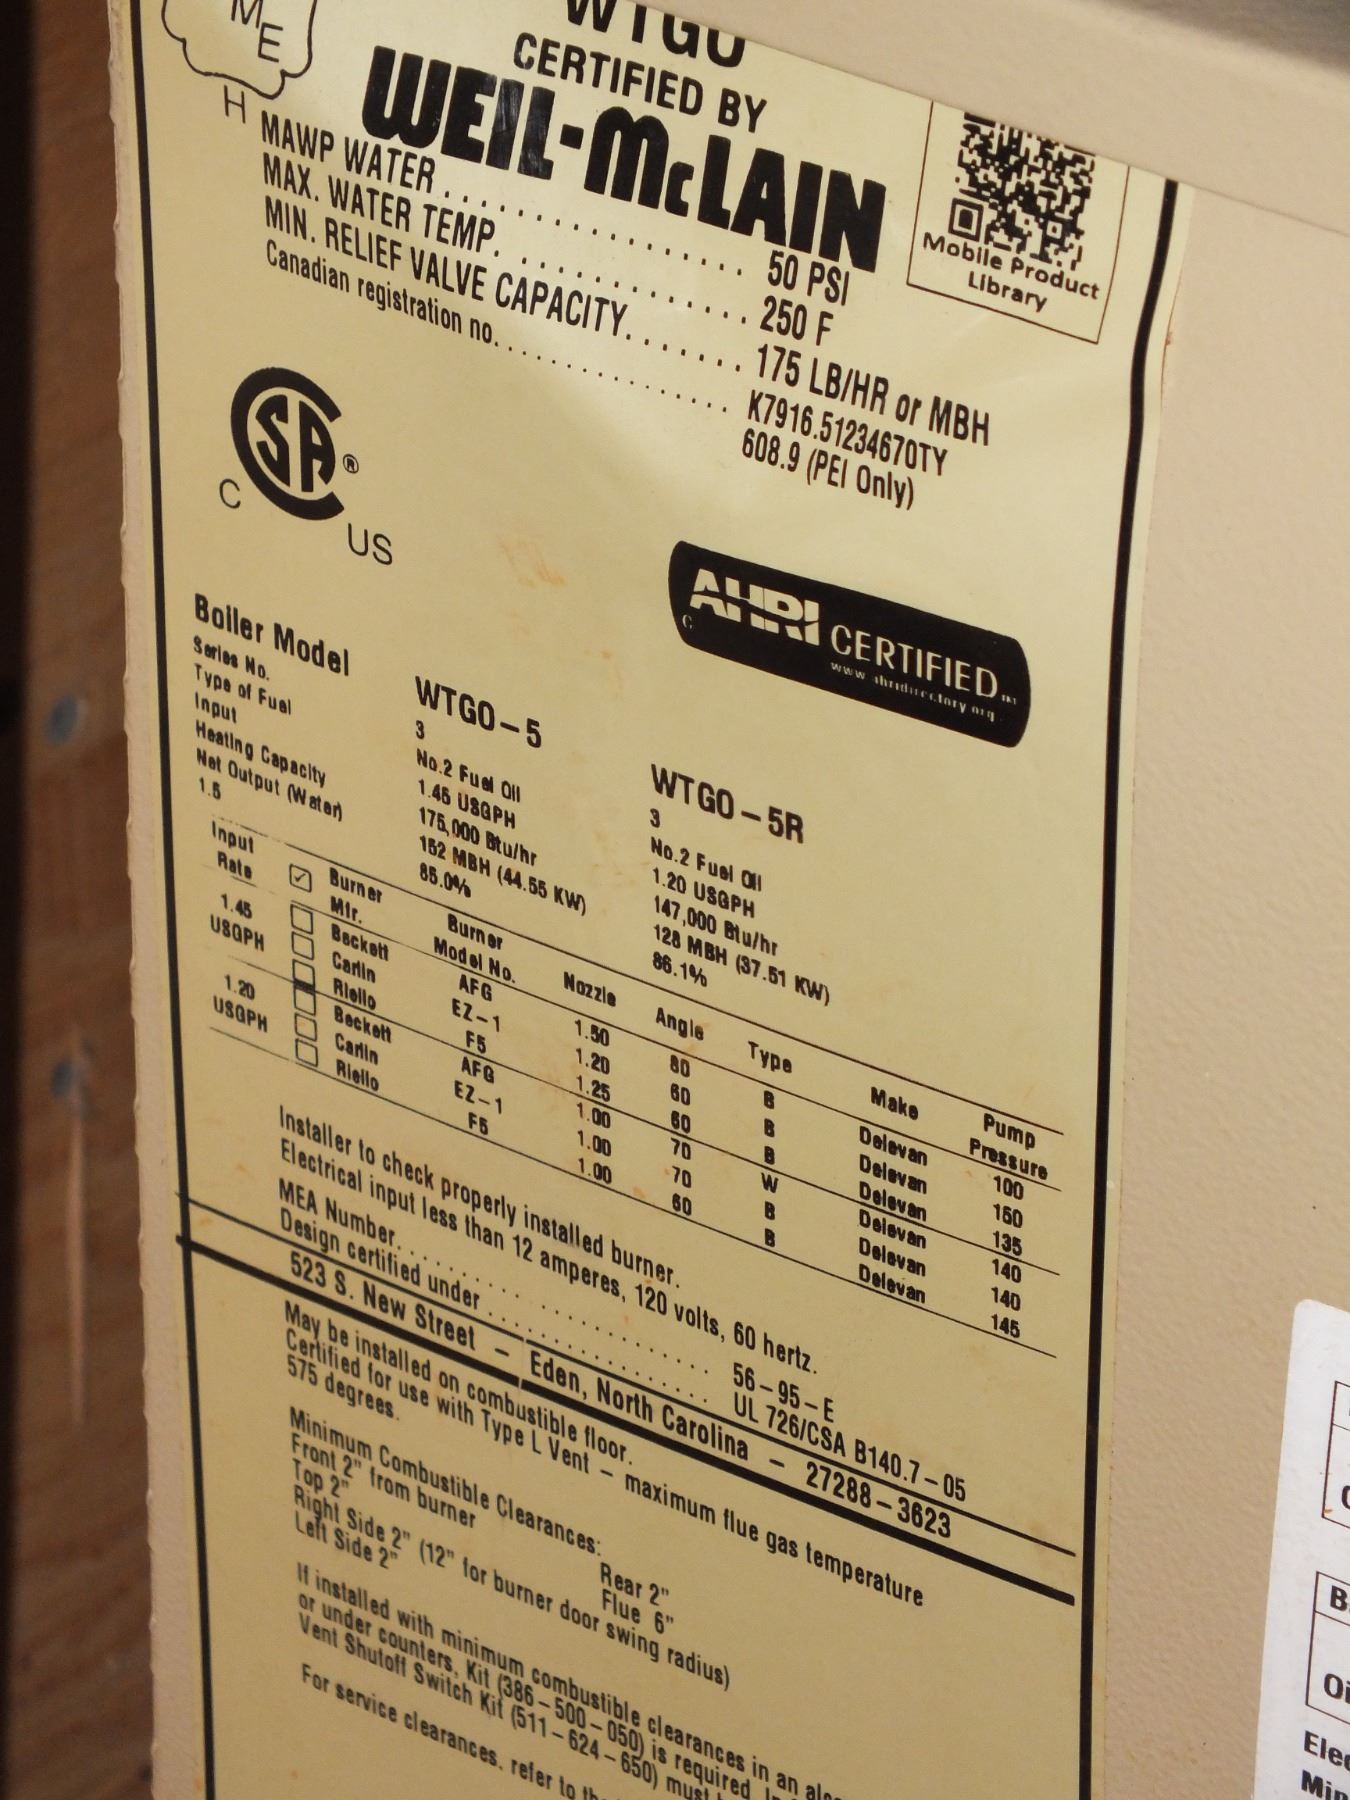 M
E
H
WTGO
CERTIFIED BY
WEIL-McLAIN
MAWP WATER . . . . . . . . . . . . . . . . . . 50 PSI
MAX. WATER TEMP. . . . . . . . . . . . . . . 250 F
MIN. RELIEF VALVE CAPACITY. . . . . . . 175 LB/HR or MBH
Canadian registration no. . . . . . . . . . . . . . . K7916.51234670TY
608.9 (PEI Only)
Mobile Product
Library
CSA ®
C US
AHRI CERTIFIED TM
C
www.ahridirectory.org
Boiler Model WTGO-5 WTGO-5R
Series No. 3 3
Type of Fuel No.2 Fuel Oil No.2 Fuel Oil
Input 1.45 USGPH 1.20 USGPH
Heating Capacity 175,000 Btu/hr 147,000 Btu/hr
Net Output (Water) 152 MBH (44.55 KW) 128 MBH (37.51 KW)
1.5 85.0% 86.1%
Input Rate ✓ Burner Mfr. Burner Model No. Nozzle Angle Type Make Pump Pressure
1.45 USGPH Beckett AFG 1.50 80 B Delevan 100
Carlin EZ-1 1.20 60 B Delevan 150
Riello F5 1.25 60 B Delevan 135
1.20 USGPH Beckett AFG 1.00 70 W Delevan 140
Carlin EZ-1 1.00 70 B Delevan 140
Riello F5 1.00 60 B Delevan 145
Installer to check properly installed burner.
Electrical input less than 12 amperes, 120 volts, 60 hertz.
MEA Number. . . . . . . . . . . . . . . . . . . . 56-95-E
Design certified under . . . . . . . . . . . . . . UL 726/CSA B140.7-05
523 S. New Street - Eden, North Carolina - 27288-3623
May be installed on combustible floor.
Certified for use with Type L Vent - maximum flue gas temperature
575 degrees.
Minimum Combustible Clearances:
Front 2" from burner Rear 2"
Top 2" Flue 6"
Right Side 2" (12" for burner door swing radius)
Left Side 2"
If installed with minimum combustible clearances in an
or under counters, Kit (386-500-050) is required.
Vent Shutoff Switch Kit (511-624-650) must
For service clearances, refer to
B
Oi
Elec
Min